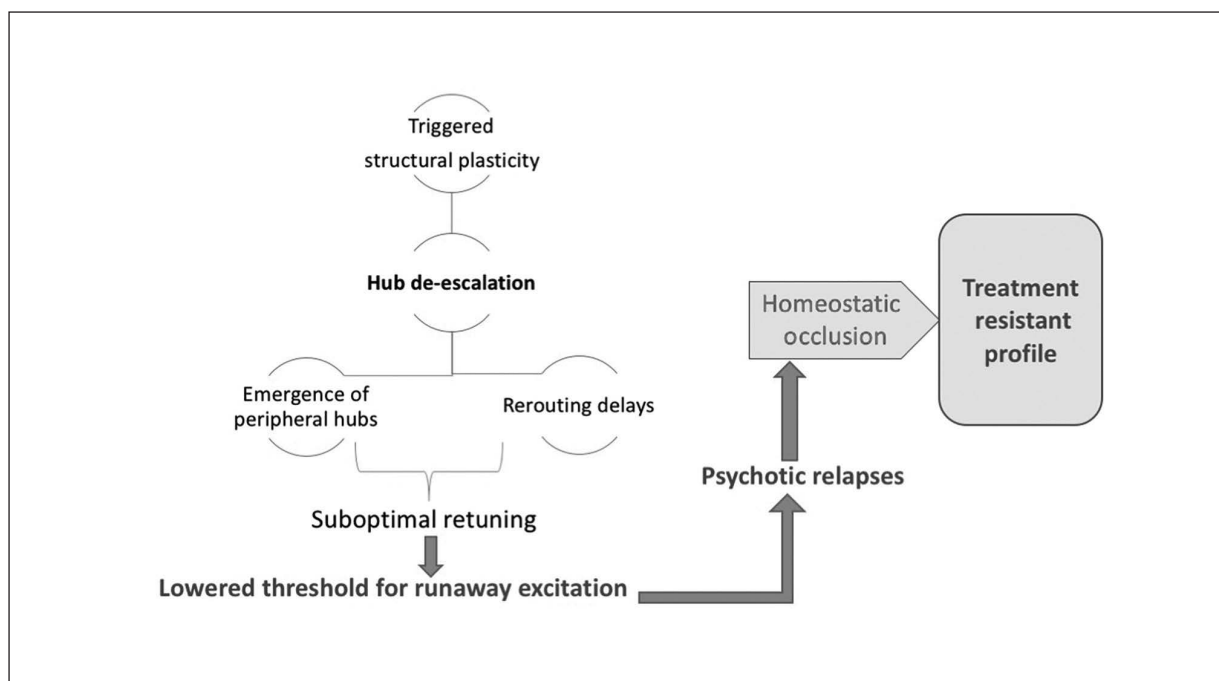 Triggered
structural plasticity
Hub de-escalation
Emergence of
peripheral hubs
Rerouting delays
Suboptimal retuning
Lowered threshold for runaway excitation
Psychotic relapses
Homeostatic
occlusion
Treatment
resistant
profile